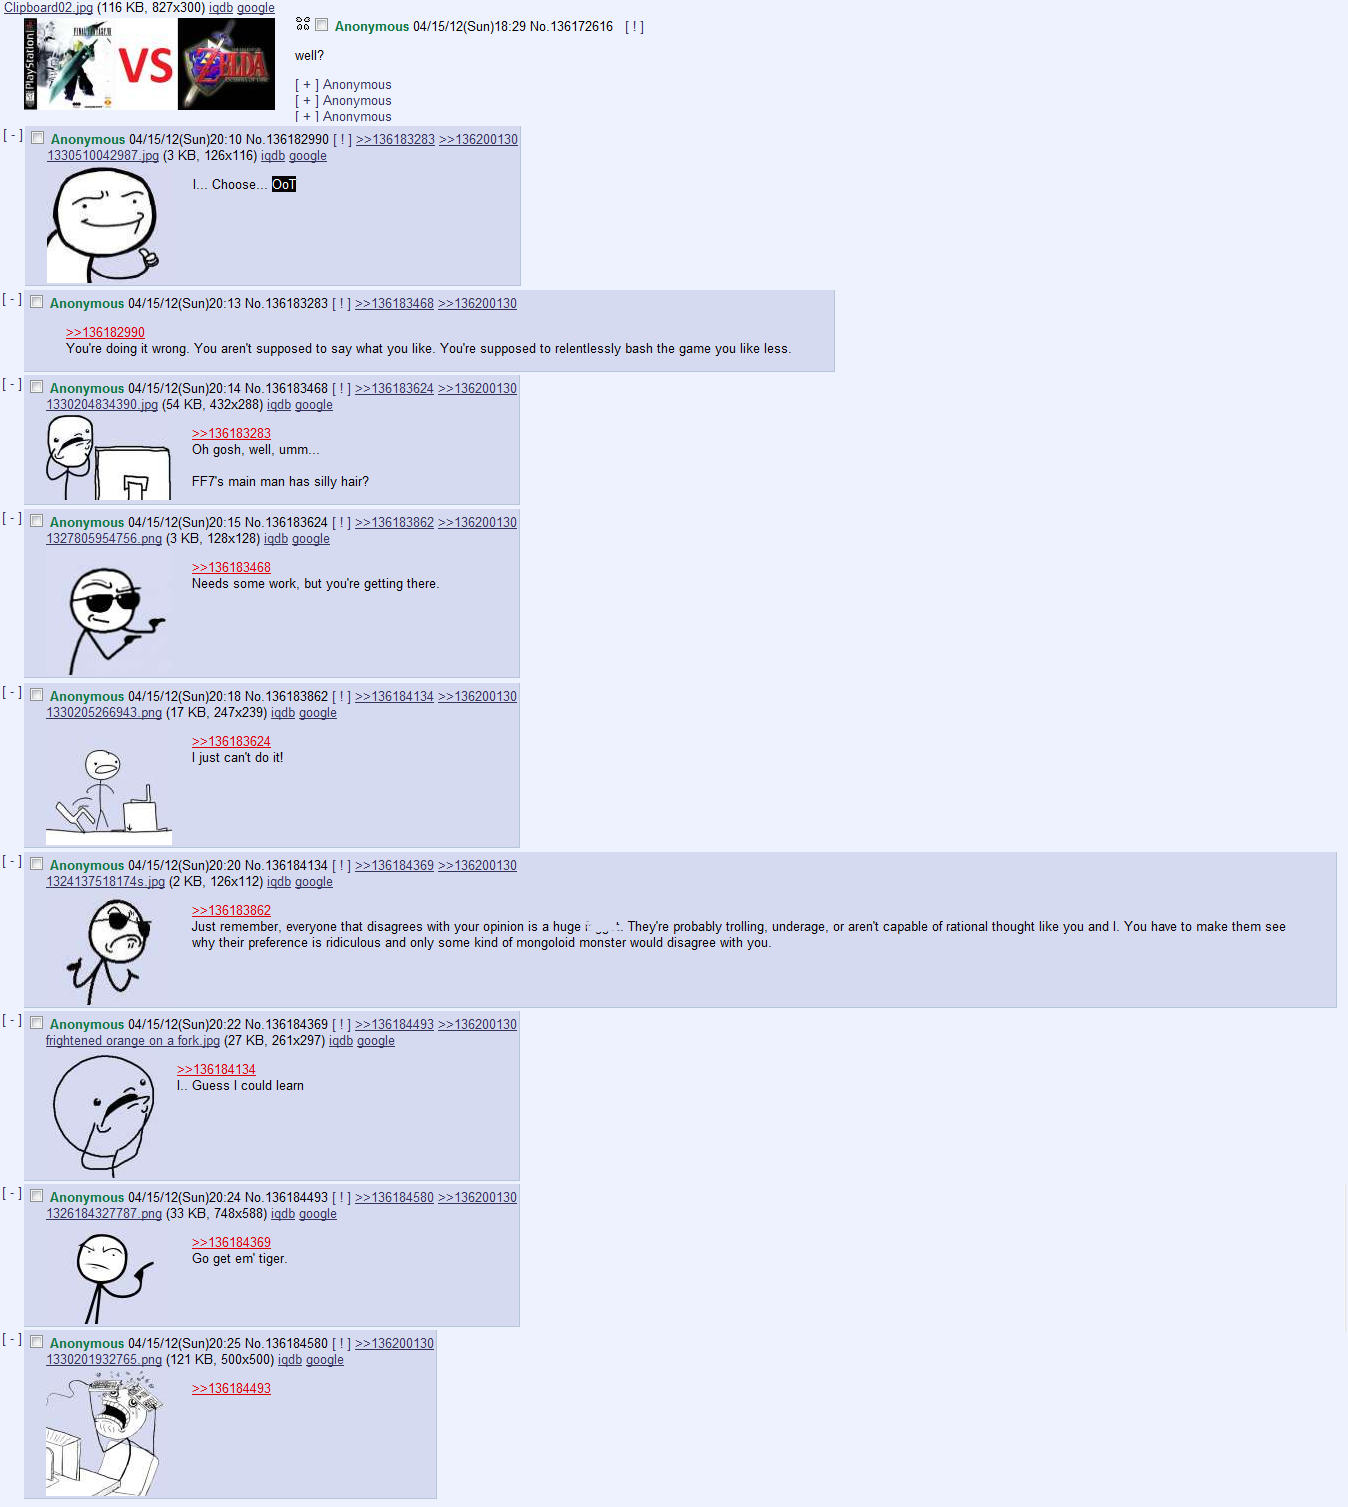 Clipboard02.jpg (116 KB, 827x300) iqdb google
PlayStation
FINAL FANTASY VII
VS
ZELDA
Anonymous 04/15/12(Sun)18:29 No.136172616 [ ! ]
well?
[ + ] Anonymous
[ + ] Anonymous
[ + ] Anonymous
[ - ] Anonymous 04/15/12(Sun)20:10 No.136182990 [ ! ] >>136183283 >>136200130
1330510042987.jpg (3 KB, 126x116) iqdb google
I... Choose... OoT
[ - ] Anonymous 04/15/12(Sun)20:13 No.136183283 [ ! ] >>136183468 >>136200130
>>136182990
You're doing it wrong. You aren't supposed to say what you like. You're supposed to relentlessly bash the game you like less.
[ - ] Anonymous 04/15/12(Sun)20:14 No.136183468 [ ! ] >>136183624 >>136200130
1330204834390.jpg (54 KB, 432x288) iqdb google
>>136183283
Oh gosh, well, umm...
FF7's main man has silly hair?
[ - ] Anonymous 04/15/12(Sun)20:15 No.136183624 [ ! ] >>136183862 >>136200130
1327805954756.png (3 KB, 128x128) iqdb google
>>136183468
Needs some work, but you're getting there.
[ - ] Anonymous 04/15/12(Sun)20:18 No.136183862 [ ! ] >>136184134 >>136200130
1330205266943.png (17 KB, 247x239) iqdb google
>>136183624
I just can't do it!
[ - ] Anonymous 04/15/12(Sun)20:20 No.136184134 [ ! ] >>136184369 >>136200130
1324137518174s.jpg (2 KB, 126x112) iqdb google
>>136183862
Just remember, everyone that disagrees with your opinion is a huge They're probably trolling, underage, or aren't capable of rational thought like you and I. You have to make them see
why their preference is ridiculous and only some kind of mongoloid monster would disagree with you.
[ - ] Anonymous 04/15/12(Sun)20:22 No.136184369 [ ! ] >>136184493 >>136200130
frightened orange on a fork.jpg (27 KB, 261x297) iqdb google
>>136184134
I.. Guess I could learn
[ - ] Anonymous 04/15/12(Sun)20:24 No.136184493 [ ! ] >>136184580 >>136200130
1326184327787.png (33 KB, 748x588) iqdb google
>>136184369
Go get em' tiger.
[ - ] Anonymous 04/15/12(Sun)20:25 No.136184580 [ ! ] >>136200130
1330201932765.png (121 KB, 500x500) iqdb google
>>136184493